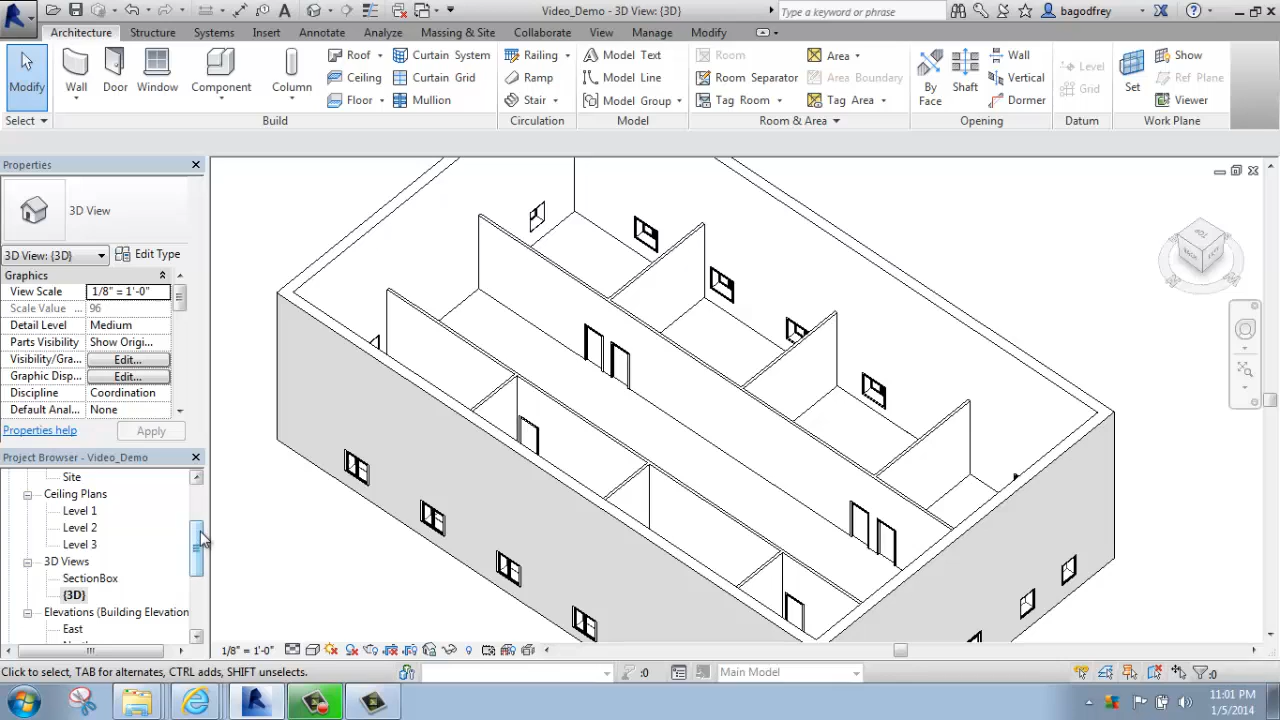 Video_Demo - 3D View: {3D}
Type a keyword or phrase
bagodfrey
Architecture Structure Systems Insert Annotate Analyze Massing & Site Collaborate View Manage Modify
Modify
Wall
Door
Window
Component
Column
Roof
Ceiling
Floor
Curtain System
Curtain Grid
Mullion
Railing
Ramp
Stair
Model Text
Model Line
Model Group
Room
Room Separator
Tag Room
Area
Area Boundary
Tag Area
By
Face
Shaft
Wall
Vertical
Dormer
Level
Grid
Set
Show
Ref Plane
Viewer
Select
Build
Circulation
Model
Room & Area
Opening
Datum
Work Plane
Properties
3D View
3D View: {3D}
Edit Type
Graphics
View Scale 1/8" = 1'-0"
Scale Value ... 96
Detail Level Medium
Parts Visibility Show Origi...
Visibility/Gra... Edit...
Graphic Disp... Edit...
Discipline Coordination
Default Anal... None
Properties help
Apply
Project Browser - Video_Demo
Site
Ceiling Plans
Level 1
Level 2
Level 3
3D Views
SectionBox
{3D}
Elevations (Building Elevation
East
1/8" = 1'-0"
Click to select, TAB for alternates, CTRL adds, SHIFT unselects.
:0
Main Model
:0
11:01 PM
1/5/2014